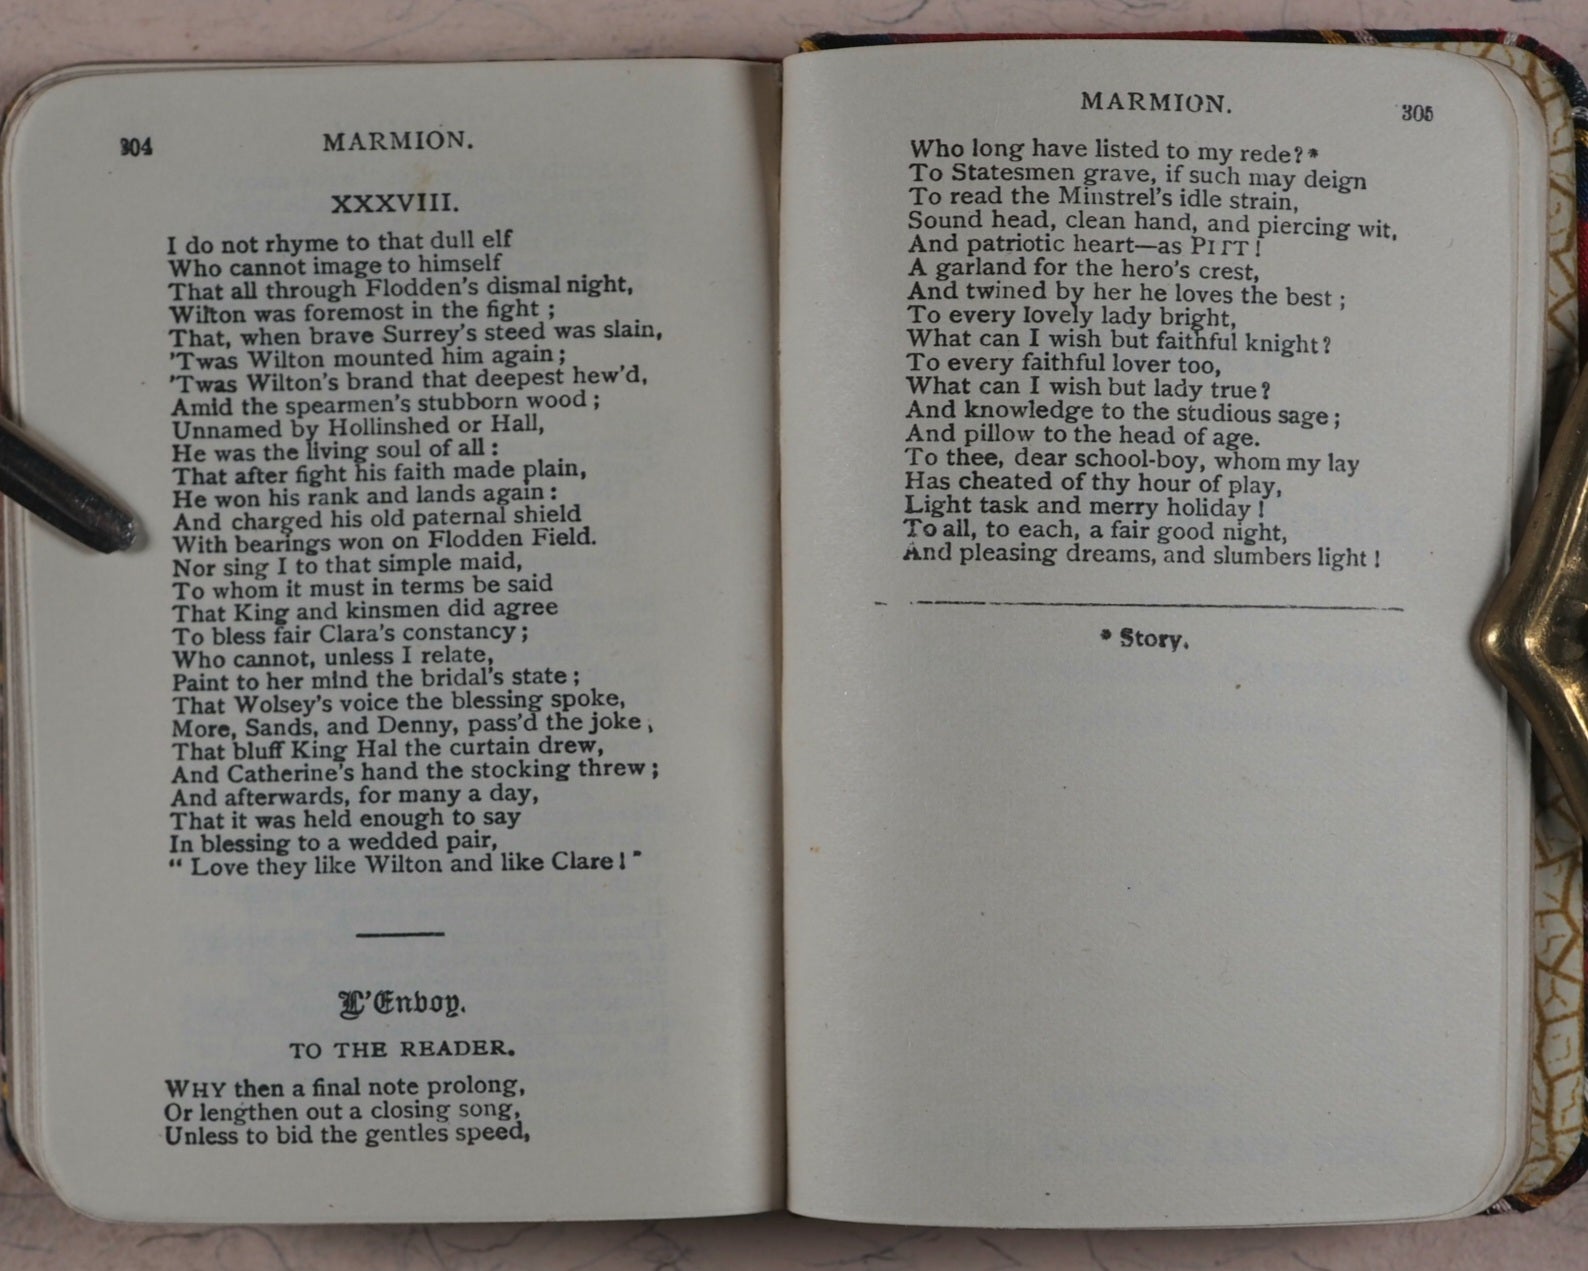 304
MARMION.
XXXVIII.
I do not rhyme to that dull elf
Who cannot image to himself
That all through Flodden's dismal night,
Wilton was foremost in the fight ;
That, when brave Surrey's steed was slain,
'Twas Wilton mounted him again ;
'Twas Wilton's brand that deepest hew'd,
Amid the spearmen's stubborn wood ;
Unnamed by Hollinshed or Hall,
He was the living soul of all :
That after fight his faith made plain,
He won his rank and lands again :
And charged his old paternal shield
With bearings won on Flodden Field.
Nor sing I to that simple maid,
To whom it must in terms be said
That King and kinsmen did agree
To bless fair Clara's constancy ;
Who cannot, unless I relate,
Paint to her mind the bridal's state ;
That Wolsey's voice the blessing spoke,
More, Sands, and Denny, pass'd the joke ;
That bluff King Hal the curtain drew,
And Catherine's hand the stocking threw ;
And afterwards, for many a day,
That it was held enough to say
In blessing to a wedded pair,
“ Love they like Wilton and like Clare ! ”
L'Envoy.
TO THE READER.
WHY then a final note prolong,
Or lengthen out a closing song,
Unless to bid the gentles speed,
MARMION.
305
Who long have listed to my rede?*
To Statesmen grave, if such may deign
To read the Minstrel's idle strain,
Sound head, clean hand, and piercing wit,
And patriotic heart—as PITT !
A garland for the hero's crest,
And twined by her he loves the best ;
To every lovely lady bright,
What can I wish but faithful knight?
To every faithful lover too,
What can I wish but lady true?
And knowledge to the studious sage ;
And pillow to the head of age.
To thee, dear school-boy, whom my lay
Has cheated of thy hour of play,
Light task and merry holiday !
To all, to each, a fair good night,
And pleasing dreams, and slumbers light !
* Story.